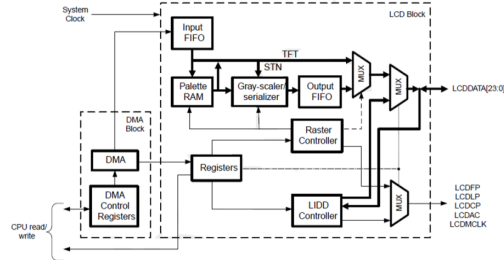 System
Clock
LCD Block
Input
FIFO
TFT
STN
Palette
RAM
Gray-scaler/
serializer
Output
FIFO
MUX
MUX
LCDDATA[23:0]
DMA
Block
Raster
Controller
DMA
Registers
DMA
Control
Registers
LIDD
Controller
MUX
LCDFP
LCDLP
LCDCP
LCDAC
LCDMCLK
CPU read/
write